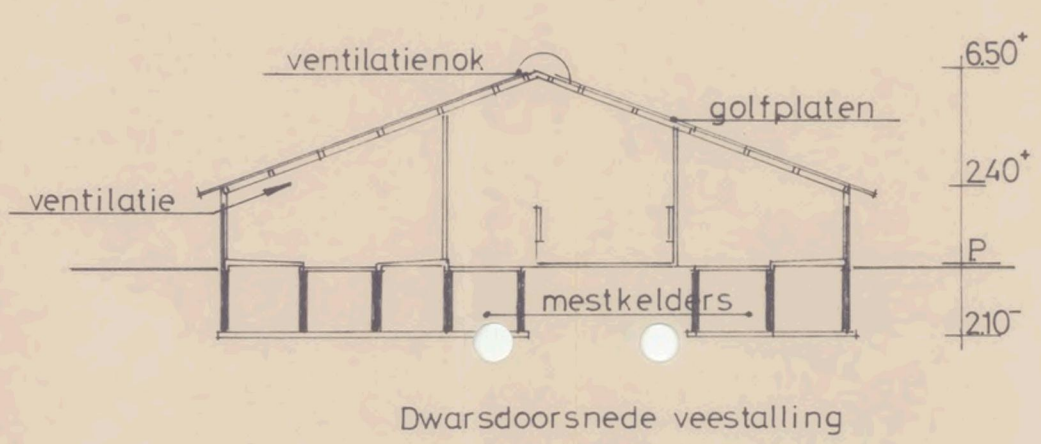 ventilatienok
6.50+
golfplaten
2.40+
ventilatie
P.
mestkelders
2.10-
Dwarsdoorsnede veestalling